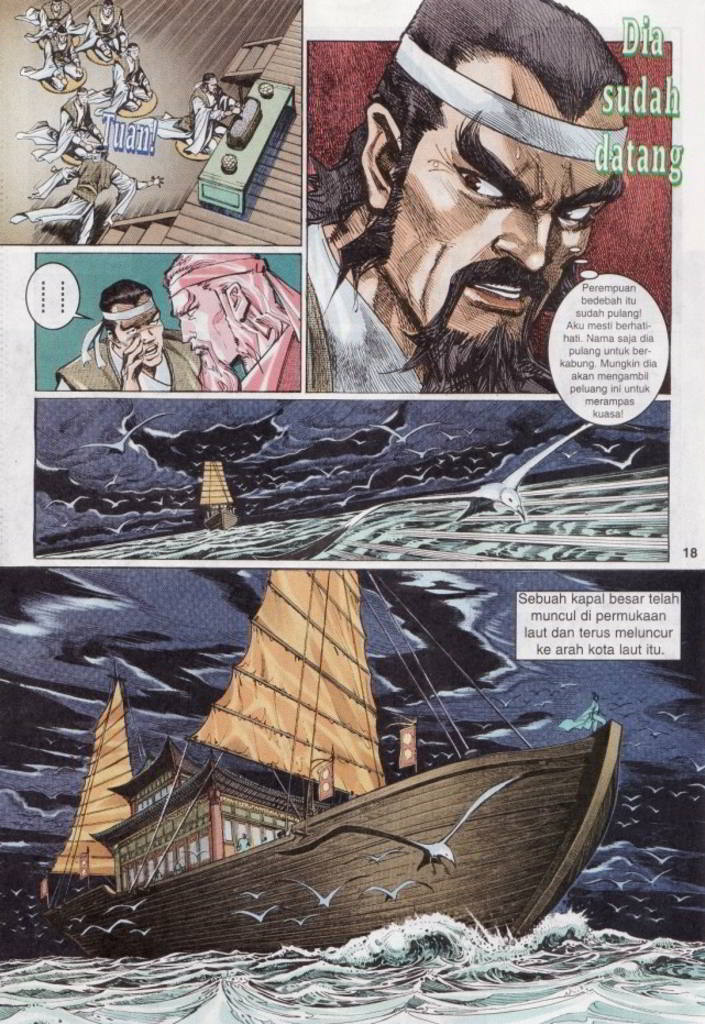 Tuan!
Dia
sudah
datang
Perempuan
bedebah itu
sudah pulang!
Aku mesti berhati-
hati. Nama saja dia
pulang untuk ber-
kabung. Mungkin dia
akan mengambil
peluang ini untuk
merampas
kuasa!
18
Sebuah kapal besar telah
muncul di permukaan
laut dan terus meluncur
ke arah kota laut itu.